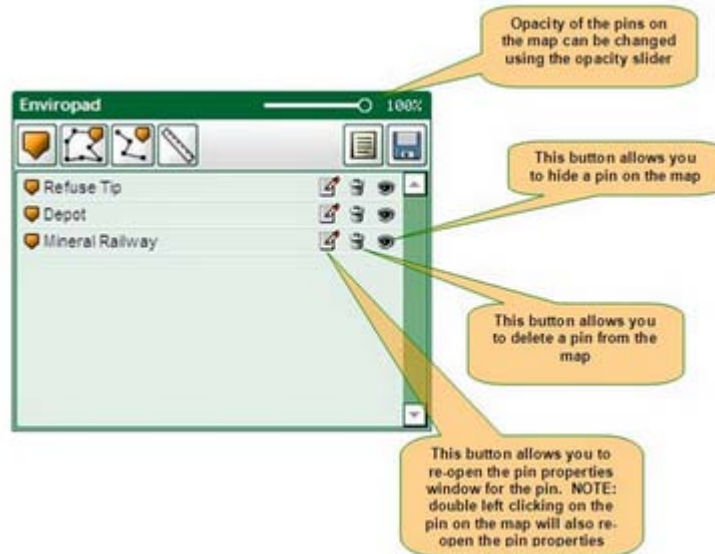 Opacity of the pins on
the map can be changed
using the opacity slider
Enviropad
100%
This button allows you
to hide a pin on the map
Refuse Tip
Depot
Mineral Railway
This button allows you
to delete a pin from the
map
This button allows you to
re-open the pin properties
window for the pin. NOTE:
double left clicking on the
pin on the map will also re-
open the pin properties